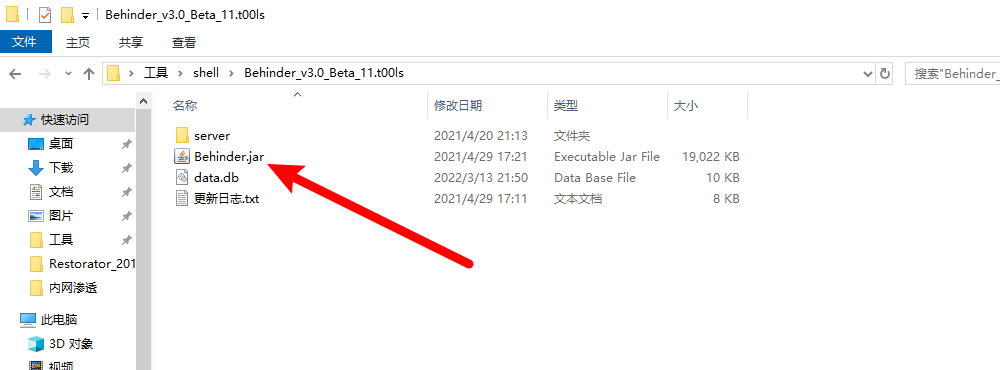 Behinder_v3.0_Beta_11.t00ls
文件 主页 共享 查看
工具 shell Behinder_v3.0_Beta_11.t00ls 搜索"Behinder_
名称 修改日期 类型 大小
快速访问
桌面
下载
文档
图片
工具
Restorator_201
内网渗透
此电脑
3D 对象
视频
server 2021/4/20 21:13 文件夹
Behinder.jar 2021/4/29 17:21 Executable Jar File 19,022 KB
data.db 2022/3/13 21:50 Data Base File 10 KB
更新日志.txt 2021/4/29 17:11 文本文档 8 KB